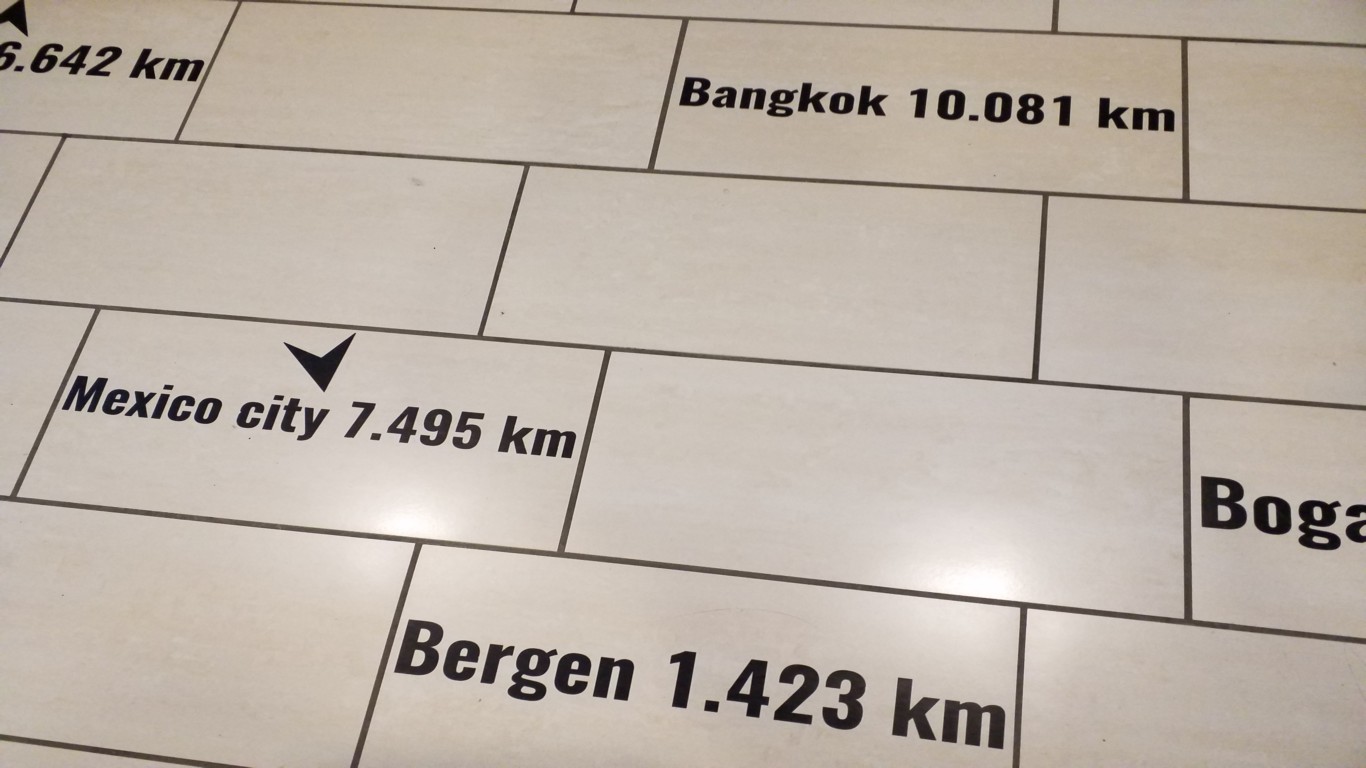 6.642 km
Bangkok 10.081 km
Mexico city 7.495 km
Boga
Bergen 1.423 km